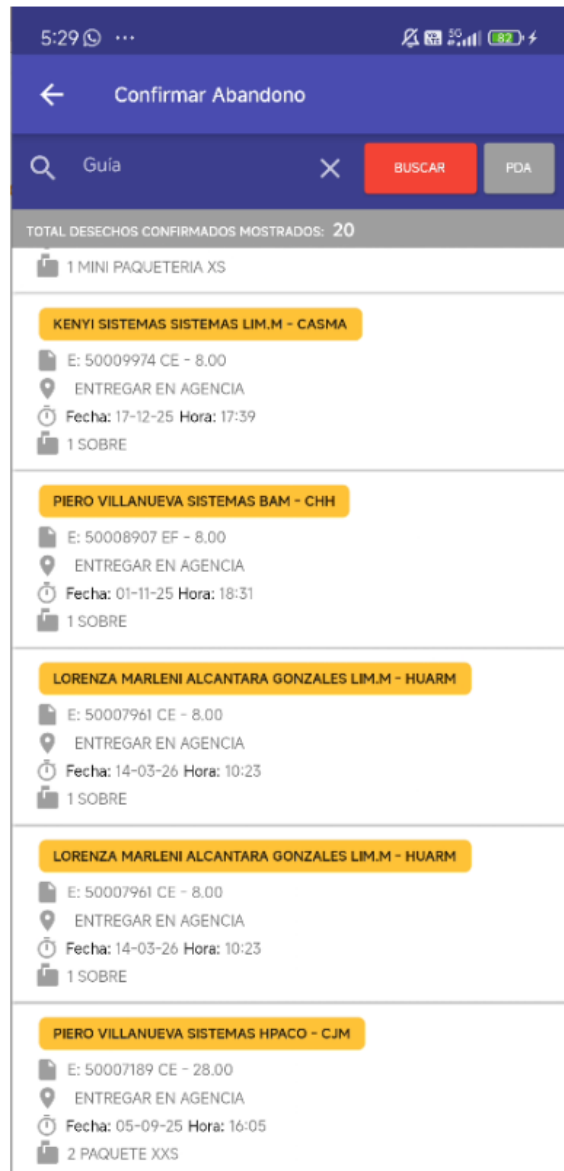 5:29 ...
5G 82
Confirmar Abandono
Guía BUSCAR PDA
TOTAL DESECHOS CONFIRMADOS MOSTRADOS: 20
1 MINI PAQUETERIA XS
KENYI SISTEMAS SISTEMAS LIM.M - CASMA
E: 50009974 CE - 8.00
ENTREGAR EN AGENCIA
Fecha: 17-12-25 Hora: 17:39
1 SOBRE
PIERO VILLANUEVA SISTEMAS BAM - CHH
E: 50008907 EF - 8.00
ENTREGAR EN AGENCIA
Fecha: 01-11-25 Hora: 18:31
1 SOBRE
LORENZA MARLENI ALCANTARA GONZALES LIM.M - HUARM
E: 50007961 CE - 8.00
ENTREGAR EN AGENCIA
Fecha: 14-03-26 Hora: 10:23
1 SOBRE
LORENZA MARLENI ALCANTARA GONZALES LIM.M - HUARM
E: 50007961 CE - 8.00
ENTREGAR EN AGENCIA
Fecha: 14-03-26 Hora: 10:23
1 SOBRE
PIERO VILLANUEVA SISTEMAS HPACO - CJM
E: 50007189 CE - 28.00
ENTREGAR EN AGENCIA
Fecha: 05-09-25 Hora: 16:05
2 PAQUETE XXS